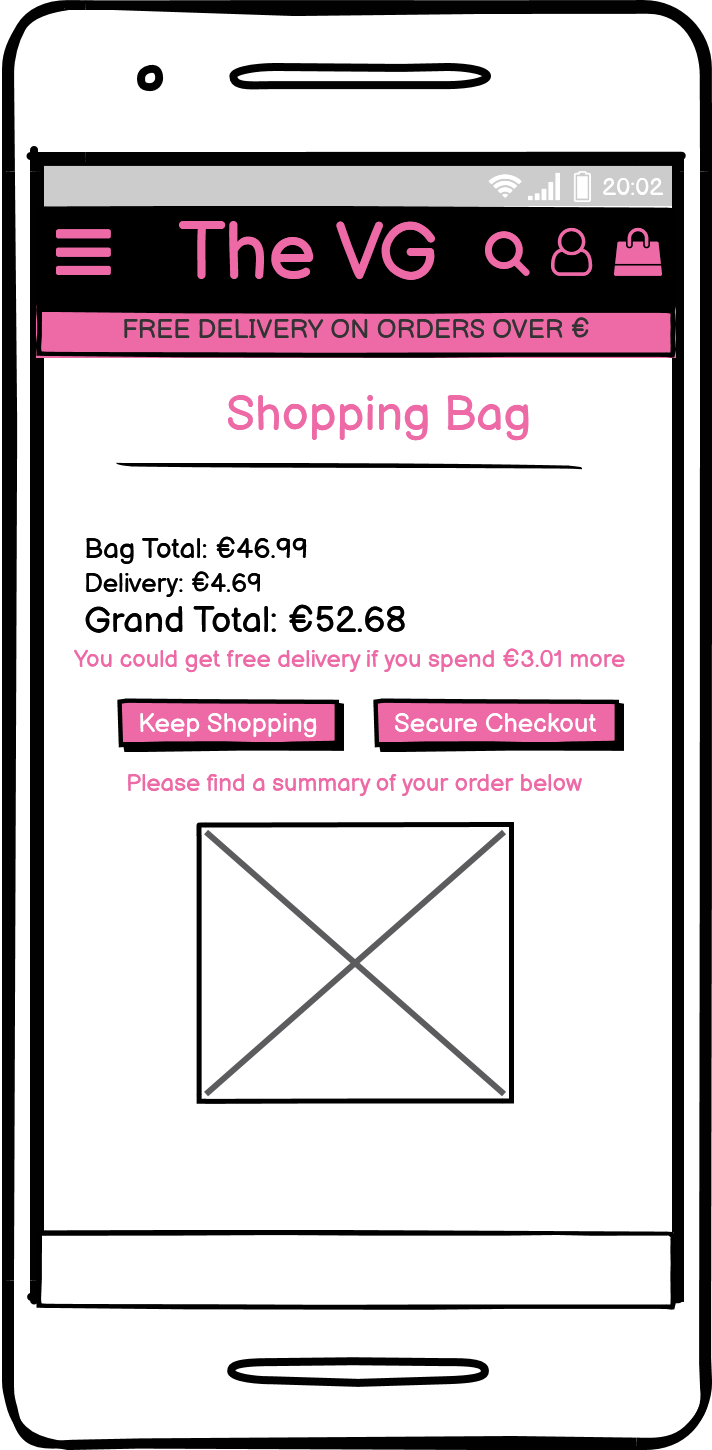 20:02
The VG
FREE DELIVERY ON ORDERS OVER €
Shopping Bag
Bag Total: €46.99
Delivery: €4.69
Grand Total: €52.68
You could get free delivery if you spend €3.01 more
Keep Shopping
Secure Checkout
Please find a summary of your order below